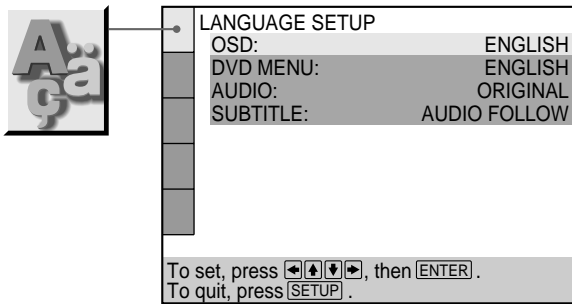 Aäç
LANGUAGE SETUP
OSD: ENGLISH
DVD MENU: ENGLISH
AUDIO: ORIGINAL
SUBTITLE: AUDIO FOLLOW
To set, press ←↑↓→, then ENTER .
To quit, press SETUP .